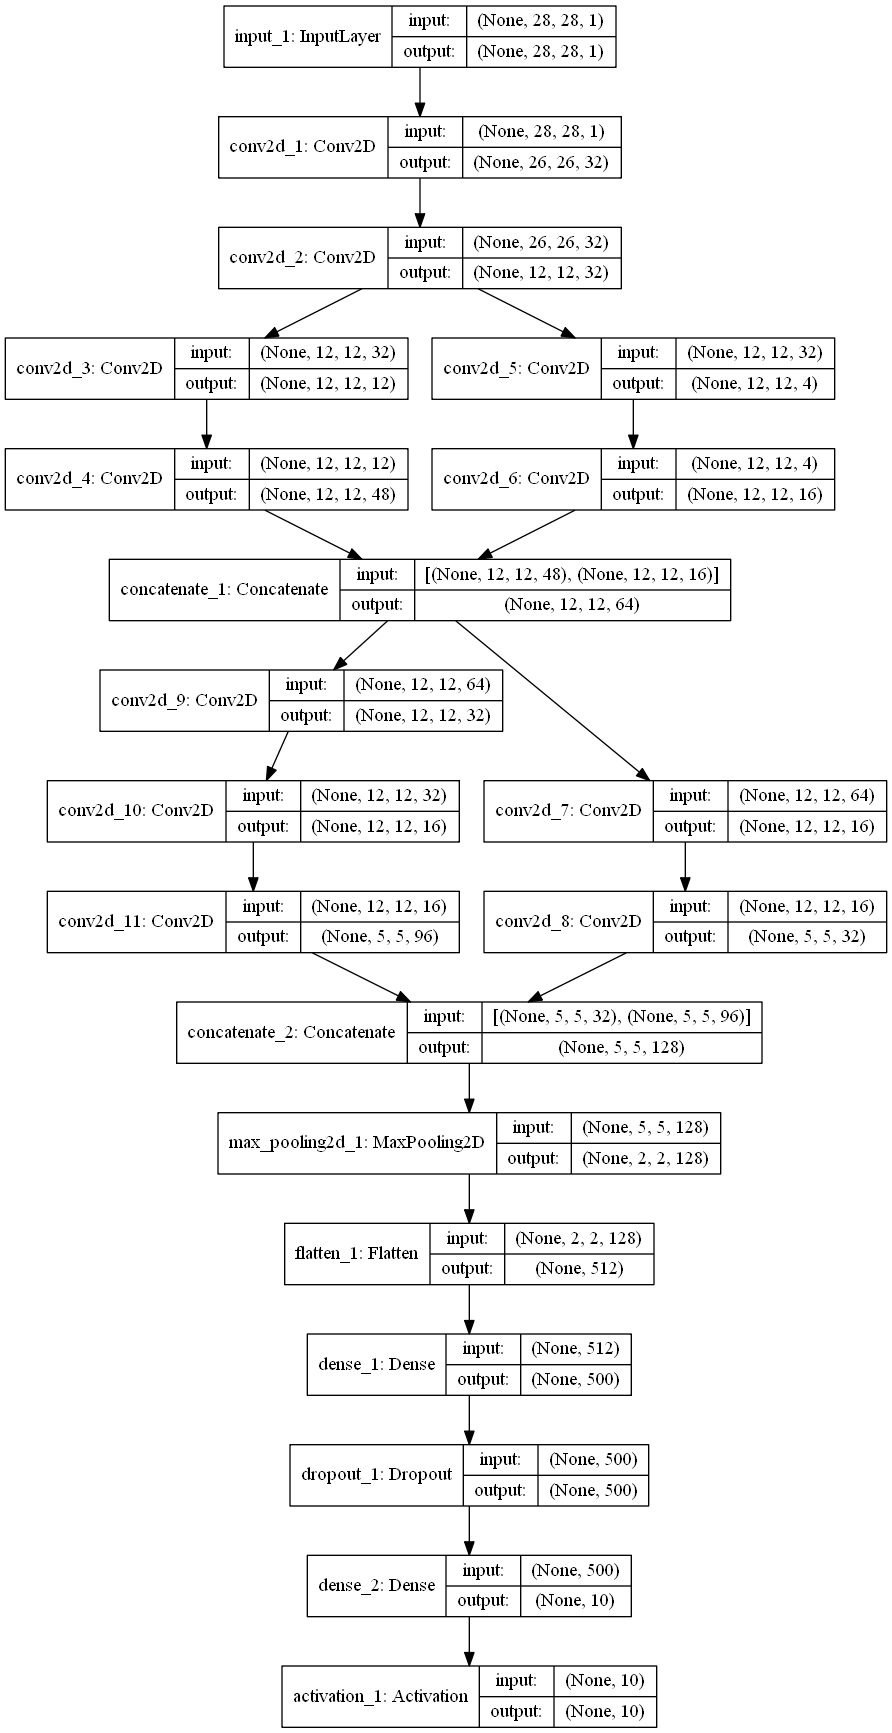 input_1: InputLayer
input: (None, 28, 28, 1)
output: (None, 28, 28, 1)
conv2d_1: Conv2D
input: (None, 28, 28, 1)
output: (None, 26, 26, 32)
conv2d_2: Conv2D
input: (None, 26, 26, 32)
output: (None, 12, 12, 32)
conv2d_3: Conv2D
input: (None, 12, 12, 32)
output: (None, 12, 12, 12)
conv2d_5: Conv2D
input: (None, 12, 12, 32)
output: (None, 12, 12, 4)
conv2d_4: Conv2D
input: (None, 12, 12, 12)
output: (None, 12, 12, 48)
conv2d_6: Conv2D
input: (None, 12, 12, 4)
output: (None, 12, 12, 16)
concatenate_1: Concatenate
input: [(None, 12, 12, 48), (None, 12, 12, 16)]
output: (None, 12, 12, 64)
conv2d_9: Conv2D
input: (None, 12, 12, 64)
output: (None, 12, 12, 32)
conv2d_10: Conv2D
input: (None, 12, 12, 32)
output: (None, 12, 12, 16)
conv2d_7: Conv2D
input: (None, 12, 12, 64)
output: (None, 12, 12, 16)
conv2d_11: Conv2D
input: (None, 12, 12, 16)
output: (None, 5, 5, 96)
conv2d_8: Conv2D
input: (None, 12, 12, 16)
output: (None, 5, 5, 32)
concatenate_2: Concatenate
input: [(None, 5, 5, 32), (None, 5, 5, 96)]
output: (None, 5, 5, 128)
max_pooling2d_1: MaxPooling2D
input: (None, 5, 5, 128)
output: (None, 2, 2, 128)
flatten_1: Flatten
input: (None, 2, 2, 128)
output: (None, 512)
dense_1: Dense
input: (None, 512)
output: (None, 500)
dropout_1: Dropout
input: (None, 500)
output: (None, 500)
dense_2: Dense
input: (None, 500)
output: (None, 10)
activation_1: Activation
input: (None, 10)
output: (None, 10)